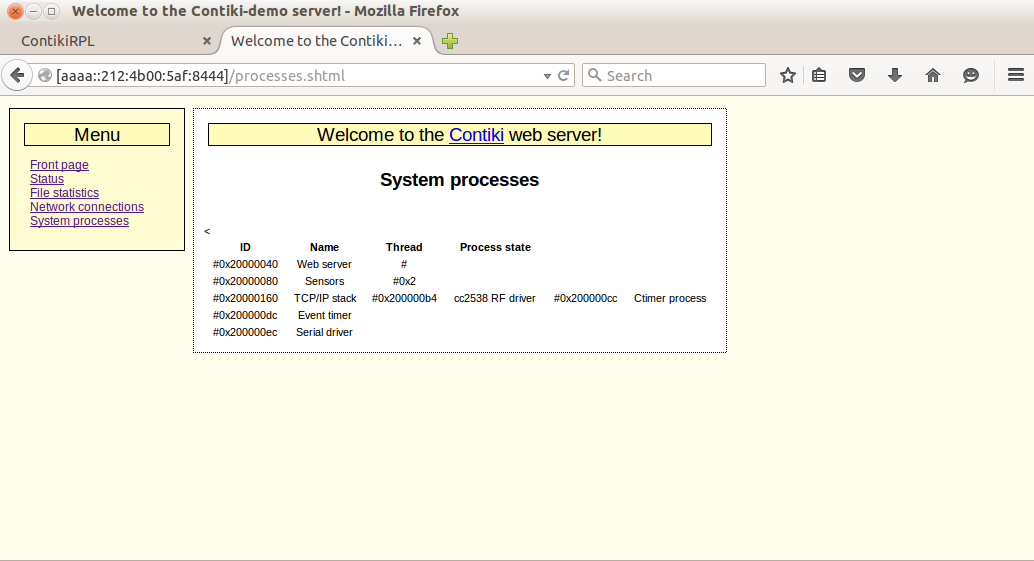 Welcome to the Contiki-demo server! - Mozilla Firefox
ContikiRPL
Welcome to the Contiki...
[aaaa::212:4b00:5af:8444]/processes.shtml
Search
Menu
Front page
Status
File statistics
Network connections
System processes
Welcome to the Contiki web server!
System processes
<
ID Name Thread Process state
#0x20000040 Web server #
#0x20000080 Sensors #0x2
#0x20000160 TCP/IP stack #0x200000b4 cc2538 RF driver #0x200000cc Ctimer process
#0x200000dc Event timer
#0x200000ec Serial driver